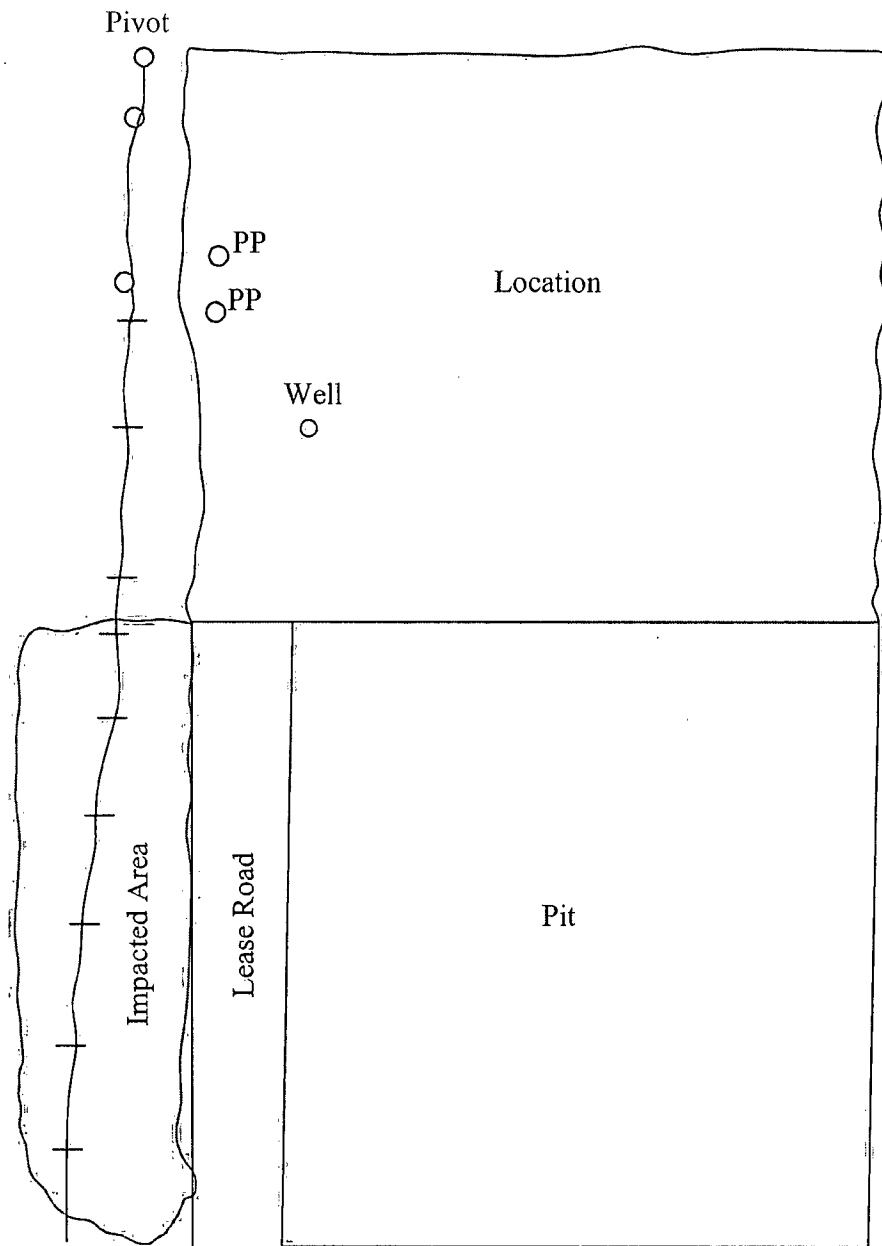 Pivot
PP
Location
PP
Well
Impacted Area
Lease Road
Pit